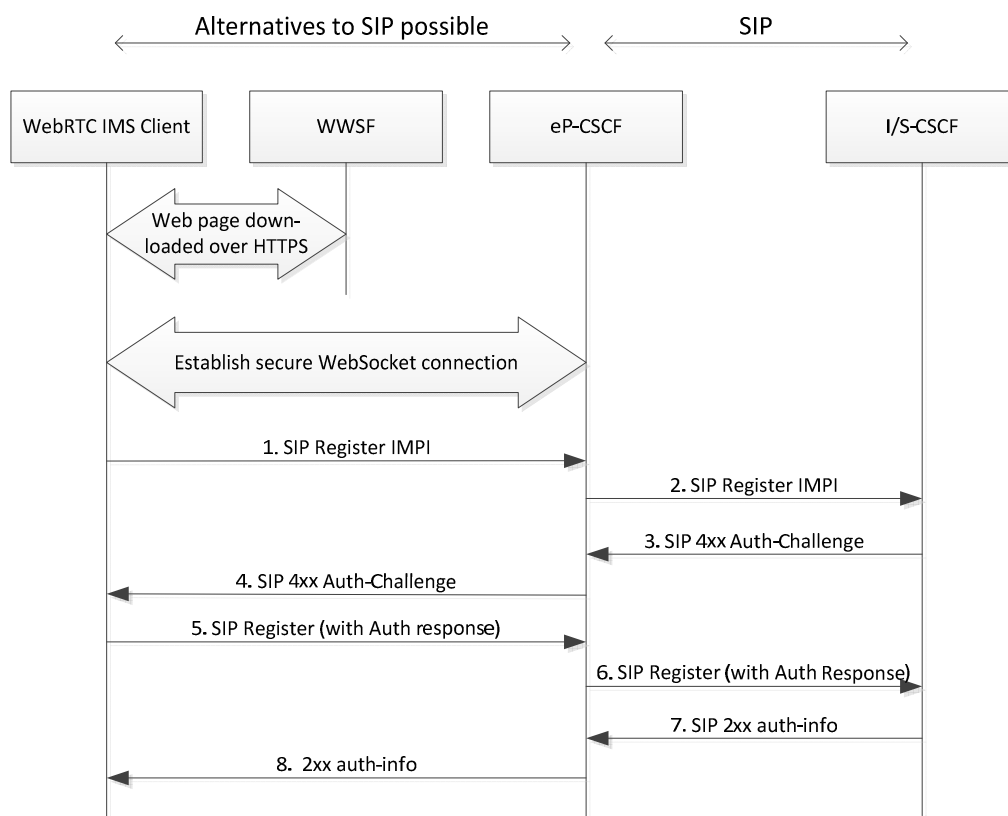 Alternatives to SIP possible
SIP
WebRTC IMS Client
WWSF
eP-CSCF
I/S-CSCF
Web page down-
loaded over HTTPS
Establish secure WebSocket connection
1. SIP Register IMPI
2. SIP Register IMPI
3. SIP 4xx Auth-Challenge
4. SIP 4xx Auth-Challenge
5. SIP Register (with Auth response)
6. SIP Register (with Auth Response)
7. SIP 2xx auth-info
8. 2xx auth-info